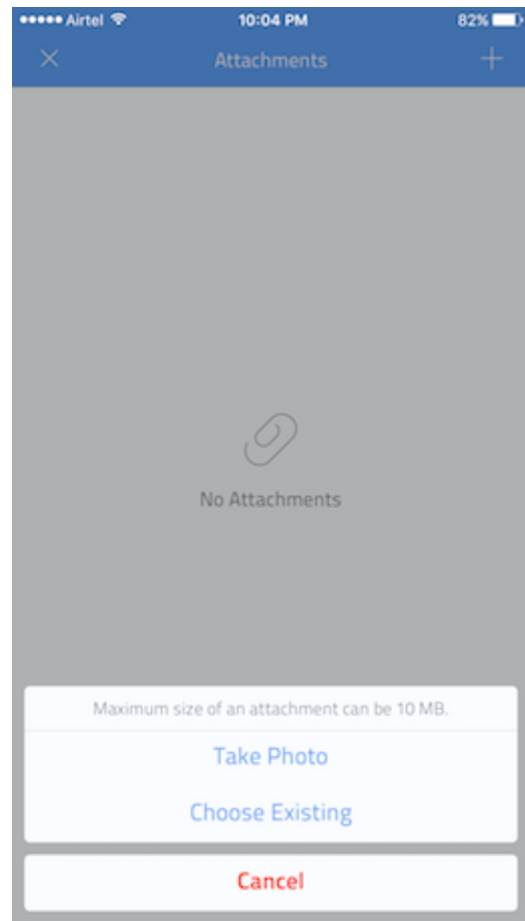 Airtel 10:04 PM 82%
Attachments
No Attachments
Maximum size of an attachment can be 10 MB.
Take Photo
Choose Existing
Cancel